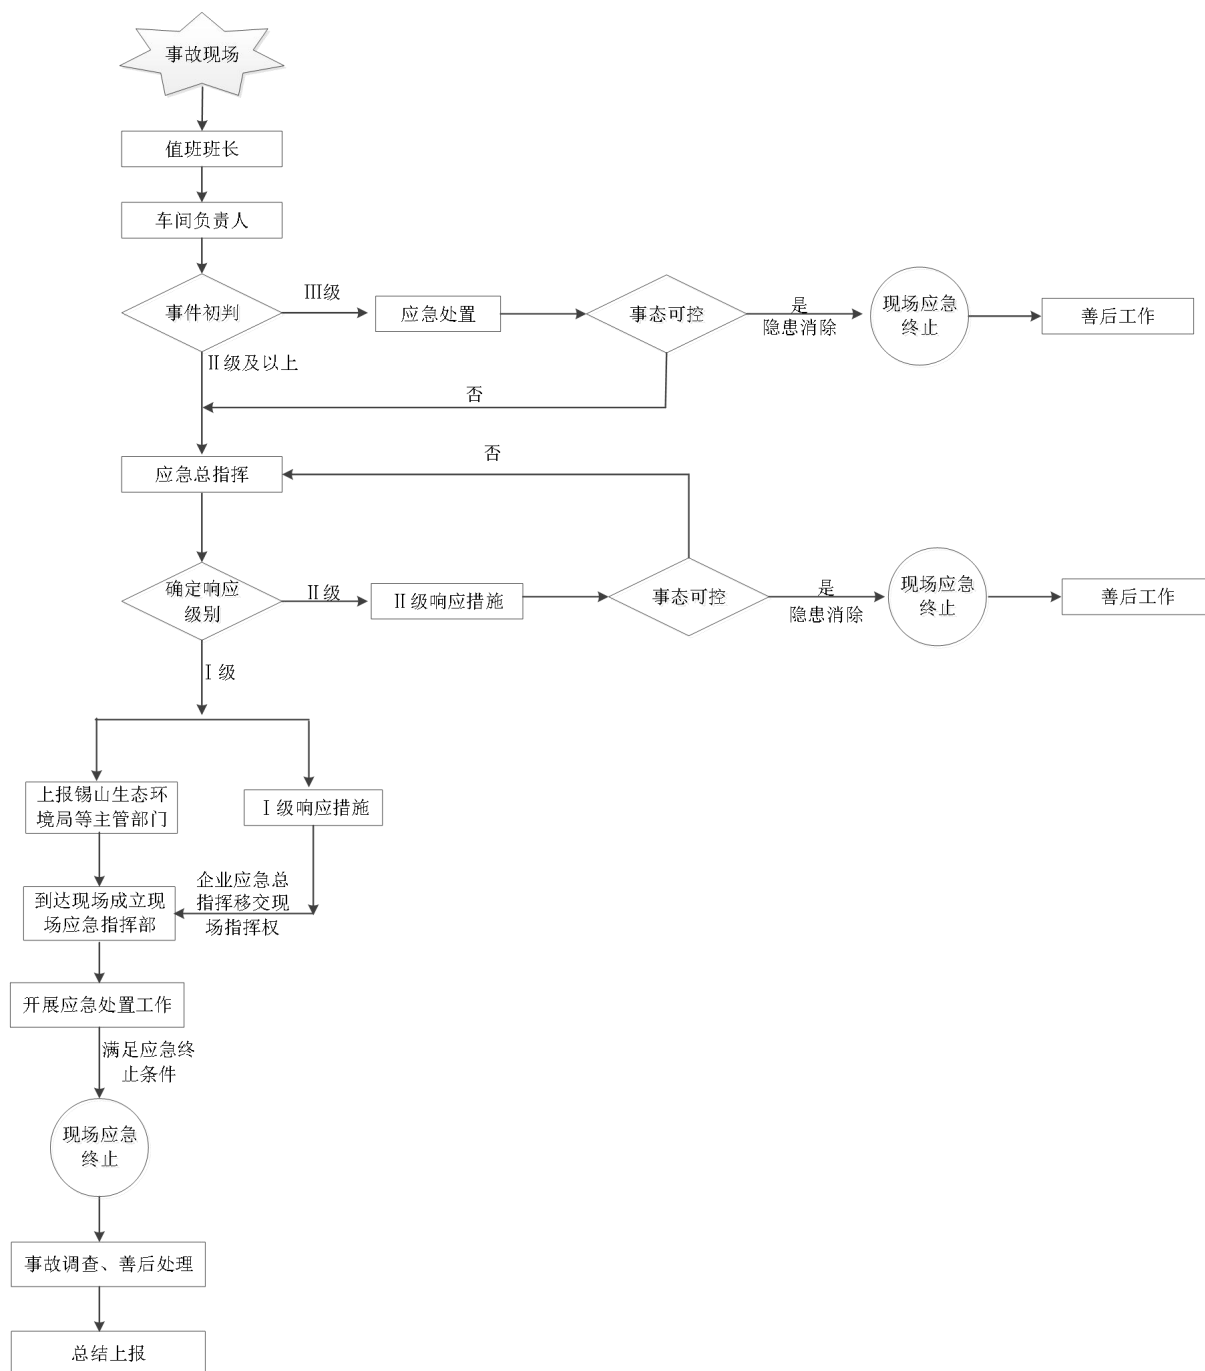 事故现场
值班班长
车间负责人
事件初判
III级
应急处置
事态可控
是
隐患消除
现场应急
终止
善后工作
II级及以上
否
应急总指挥
否
确定响应
级别
II级
II级响应措施
事态可控
是
隐患消除
现场应急
终止
善后工作
I级
上报锡山生态环
境局等主管部门
I级响应措施
到达现场成立现
场应急指挥部
企业应急总
指挥移交现
场指挥权
开展应急处置工作
满足应急终
止条件
现场应急
终止
事故调查、善后处理
总结上报